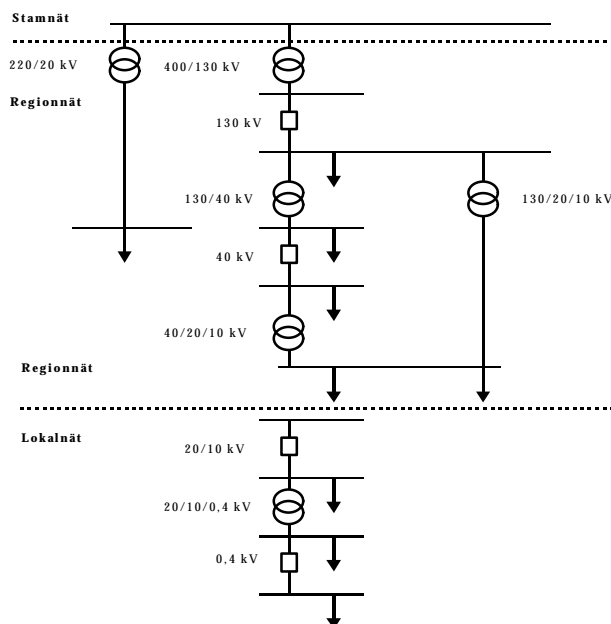 Stamnät
220/20 kV
400/130 kV
Regionnät
130 kV
130/40 kV
130/20/10 kV
40 kV
40/20/10 kV
Regionnät
Lokalnät
20/10 kV
20/10/0,4 kV
0,4 kV